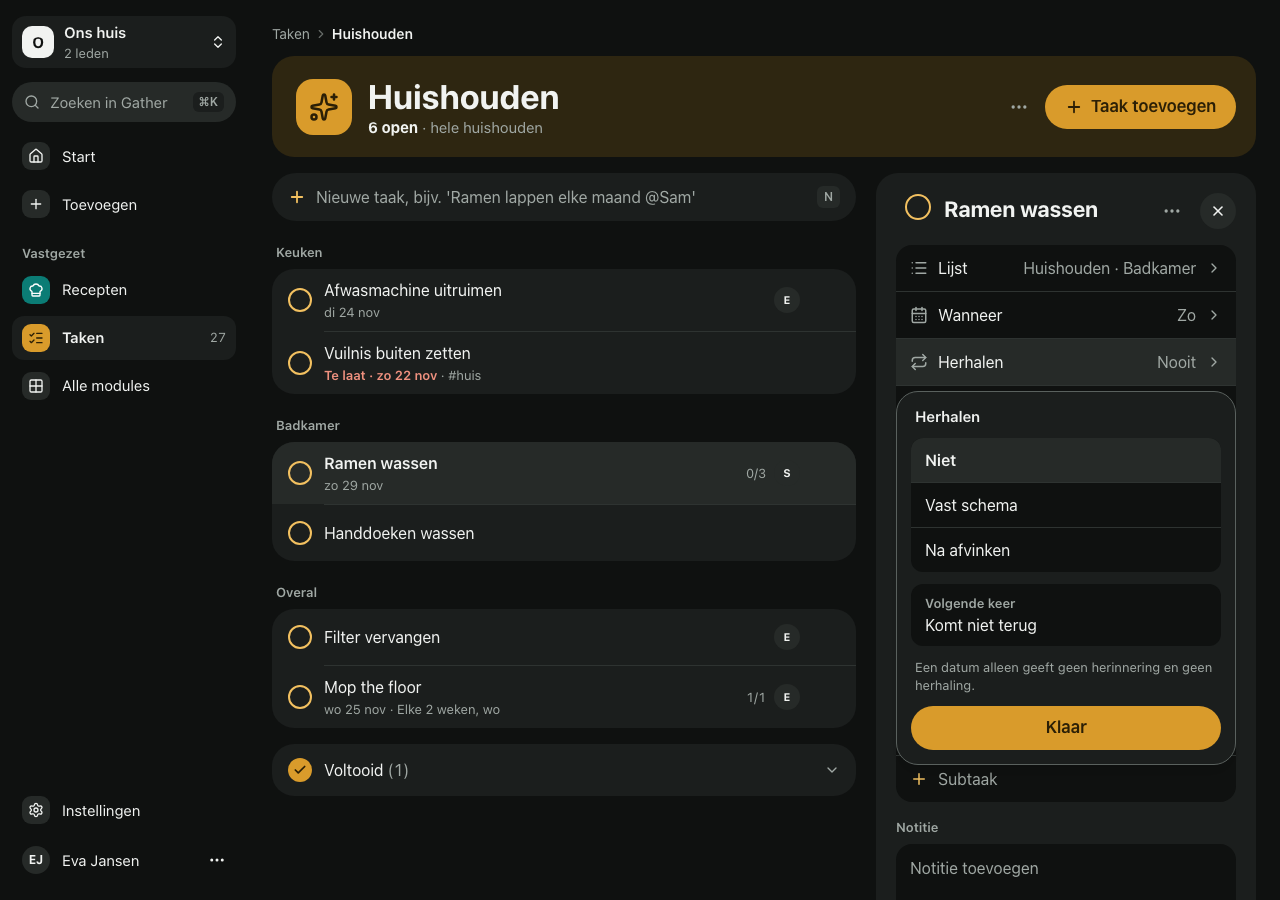 O
Ons huis
2 leden
Zoeken in Gather
⌘K
Start
Toevoegen
Vastgezet
Recepten
Taken
27
Alle modules
Instellingen
EJ
Eva Jansen
Taken
Huishouden
Huishouden
6 open · hele huishouden
Taak toevoegen
Nieuwe taak, bijv. 'Ramen lappen elke maand @Sam'
N
Keuken
Afwasmachine uitruimen
di 24 nov
E
Vuilnis buiten zetten
Te laat · zo 22 nov · #huis
Badkamer
Ramen wassen
zo 29 nov
0/3
S
Handdoeken wassen
Overal
Filter vervangen
E
Mop the floor
wo 25 nov · Elke 2 weken, wo
1/1
E
Voltooid (1)
Ramen wassen
Lijst
Huishouden · Badkamer
Wanneer
Zo
Herhalen
Nooit
Herhalen
Niet
Vast schema
Na afvinken
Volgende keer
Komt niet terug
Een datum alleen geeft geen herinnering en geen
herhaling.
Klaar
Subtaak
Notitie
Notitie toevoegen